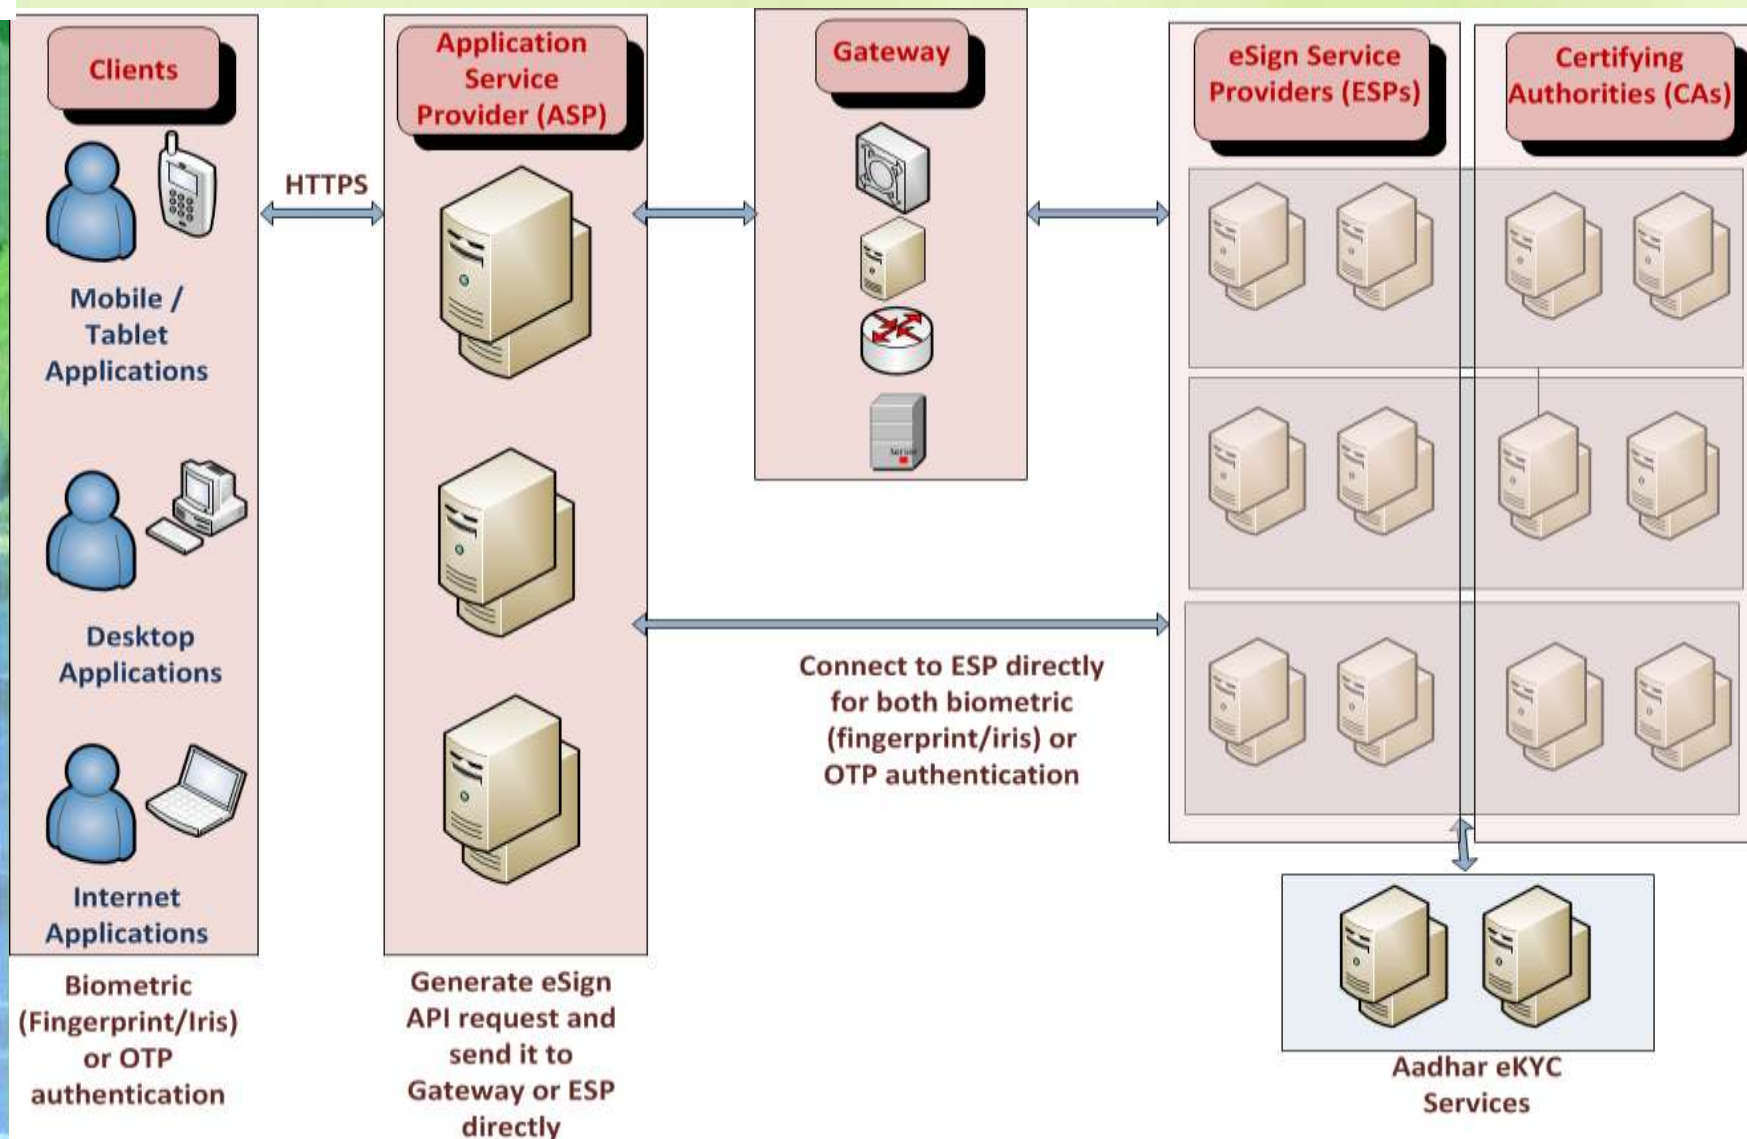 Clients
Mobile /
Tablet
Applications
Desktop
Applications
Internet
Applications
Biometric
(Fingerprint/Iris)
or OTP
authentication
HTTPS
Application
Service
Provider (ASP)
Generate eSign
API request and
send it to
Gateway or ESP
directly
Gateway
Server
Connect to ESP directly
for both biometric
(fingerprint/iris) or
OTP authentication
eSign Service
Providers (ESPs)
Certifying
Authorities (CAs)
Aadhar eKYC
Services